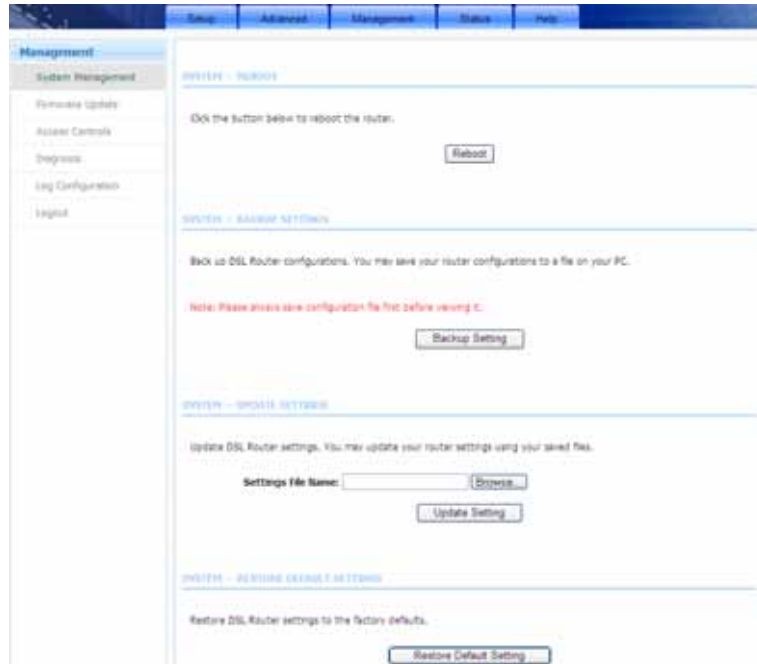 Setup Advanced Management Status Help
Management
System Management
Firmware Update
Access Controls
Diagnosis
Log Configuration
Logout
SYSTEM -- REBOOT
Click the button below to reboot the router.
Reboot
SYSTEM -- BACKUP SETTINGS
Back up DSL Router configurations. You may save your router configurations to a file on your PC.
Note: Please always save configuration file first before viewing it.
Backup Setting
SYSTEM -- UPDATE SETTINGS
Update DSL Router settings. You may update your router settings using your saved files.
Settings File Name: Browse...
Update Setting
SYSTEM -- RESTORE DEFAULT SETTINGS
Restore DSL Router settings to the factory defaults.
Restore Default Setting